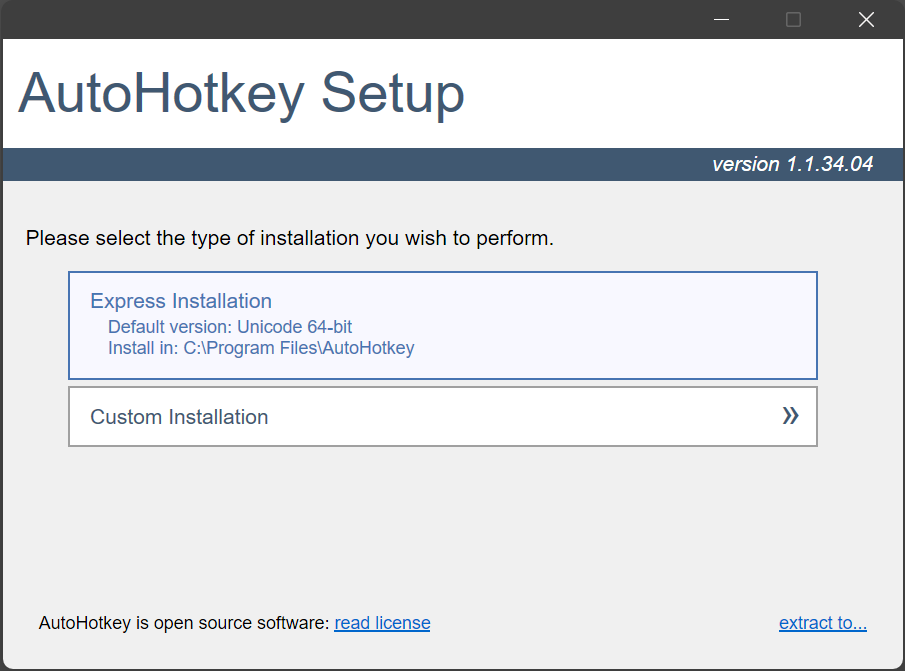 AutoHotkey Setup
version 1.1.34.04
Please select the type of installation you wish to perform.
Express Installation
Default version: Unicode 64-bit
Install in: C:\Program Files\AutoHotkey
Custom Installation »
AutoHotkey is open source software: read license
extract to...